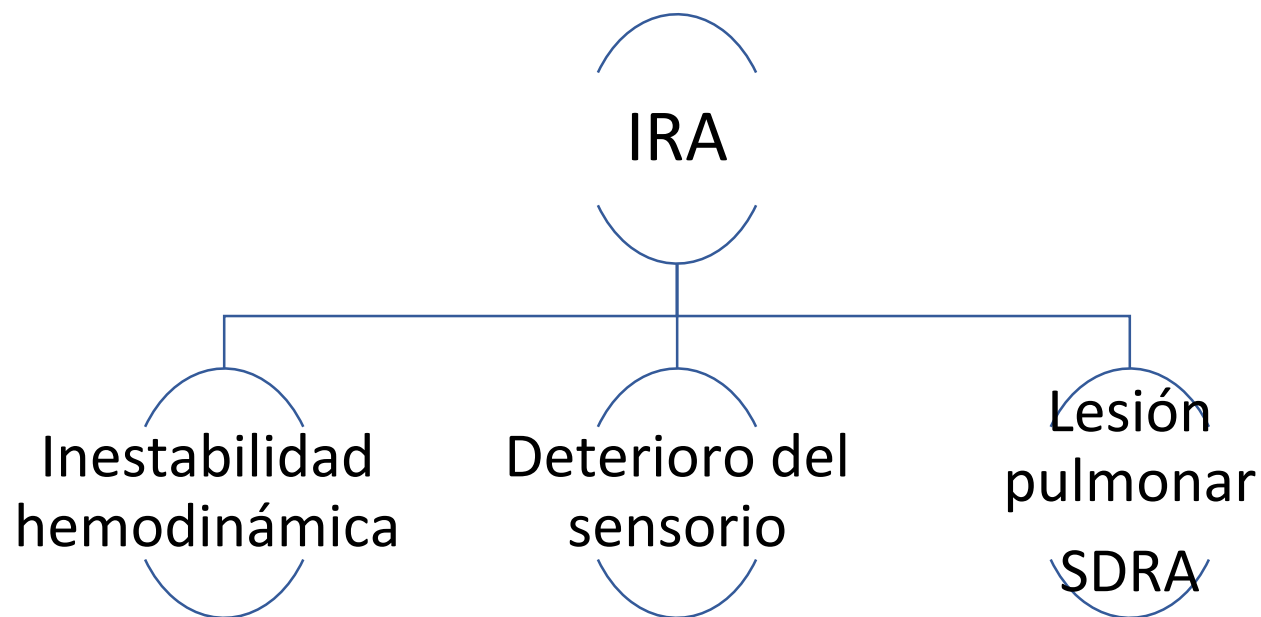 IRA
Inestabilidad
hemodinámica
Deterioro del
sensorio
Lesión
pulmonar
SDRA